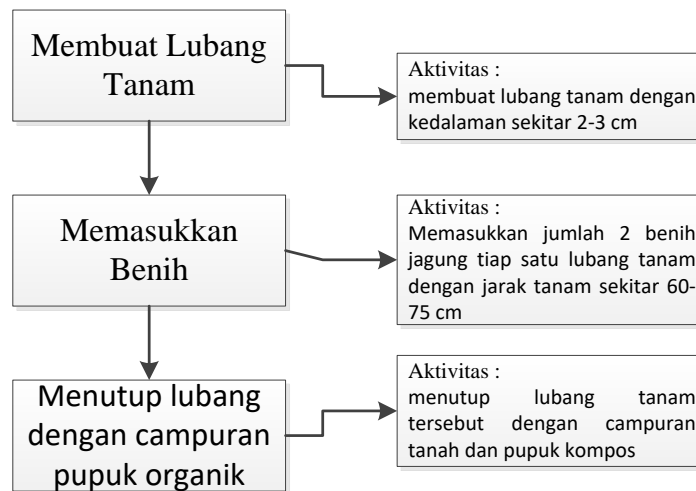 Membuat Lubang
Tanam
Aktivitas :
membuat lubang tanam dengan
kedalaman sekitar 2-3 cm
Memasukkan
Benih
Aktivitas :
Memasukkan jumlah 2 benih
jagung tiap satu lubang tanam
dengan jarak tanam sekitar 60-
75 cm
Menutup lubang
dengan campuran
pupuk organik
Aktivitas :
menutup lubang tanam
tersebut dengan campuran
tanah dan pupuk kompos